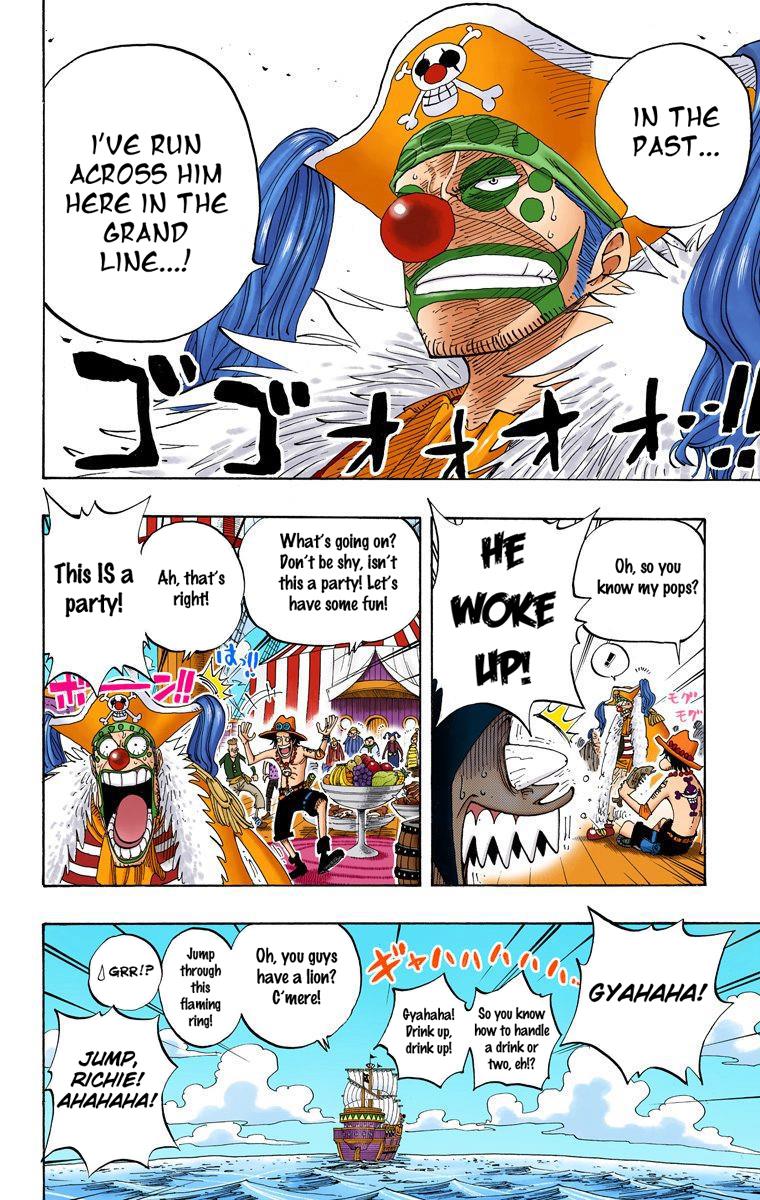 IN THE
PAST...
I'VE RUN
ACROSS HIM
HERE IN THE
GRAND
LINE...!
ゴゴォォォォ…!!
Oh, so you
know my pops?
!
モグ
モグ
HE
WOKE
UP!
What's going on?
Don't be shy, isn't
this a party! Let's
have some fun!
はっ!!
Ah, that's
right!
This IS a
party!
ボーーン!!
GYAHAHA!
ギャハハハハハ...
So you know
how to handle
a drink or
two, eh!?
Gyahaha!
Drink up,
drink up!
Oh, you guys
have a lion?
C'mere!
Jump
through
this
flaming
ring!
GRR!?
JUMP,
RICHIE!
AHAHAHA!